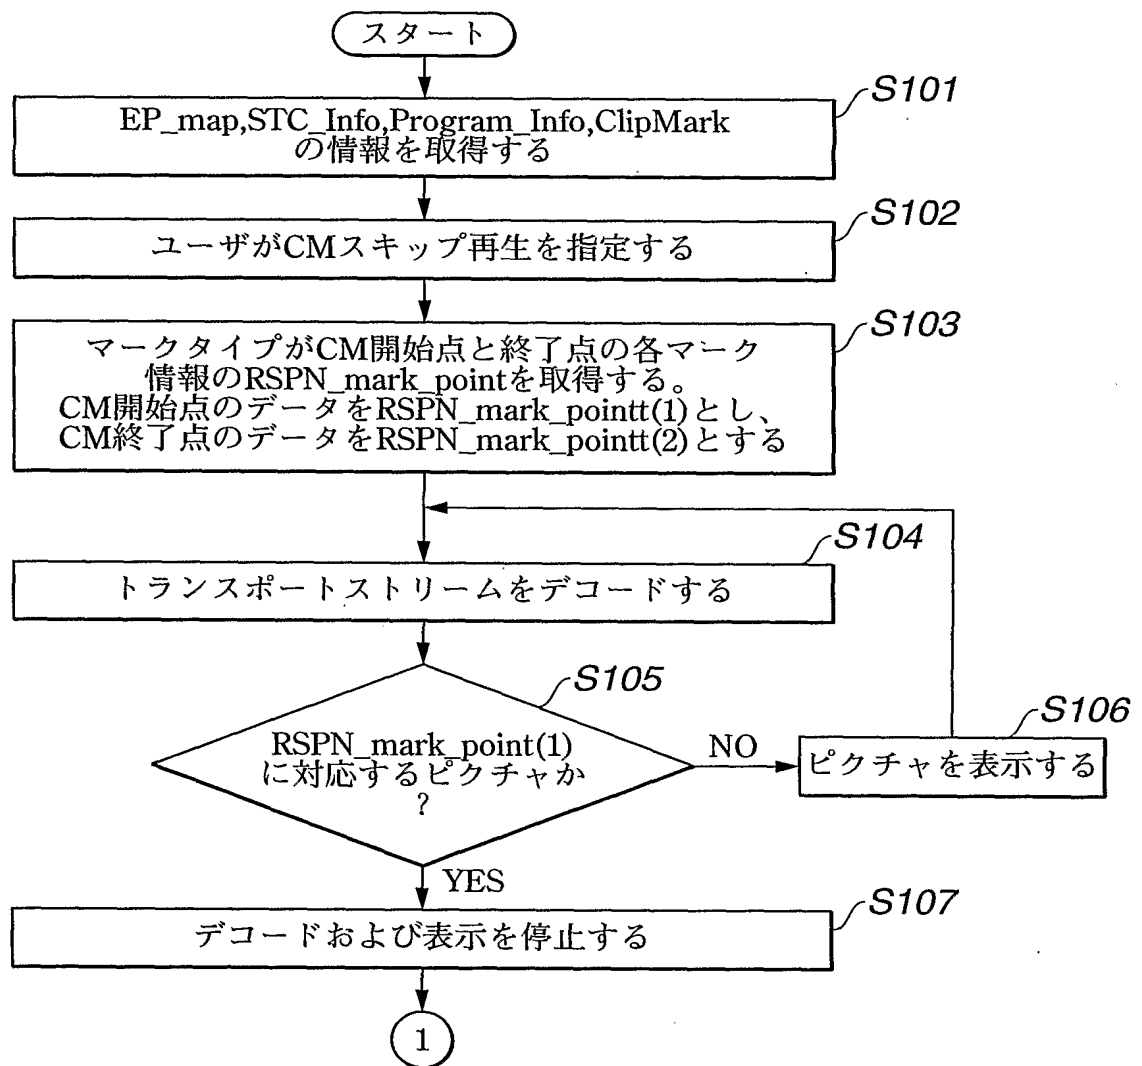 スタート
S101
EP_map,STC_Info,Program_Info,ClipMark
の情報を取得する
S102
ユーザがCMスキップ再生を指定する
S103
マークタイプがCM開始点と終了点の各マーク
情報のRSPN_mark_pointを取得する。
CM開始点のデータをRSPN_mark_pointt(1)とし、
CM終了点のデータをRSPN_mark_pointt(2)とする
S104
トランスポートストリームをデコードする
S105
RSPN_mark_point(1)
に対応するピクチャか
?
NO
S106
ピクチャを表示する
YES
S107
デコードおよび表示を停止する
1